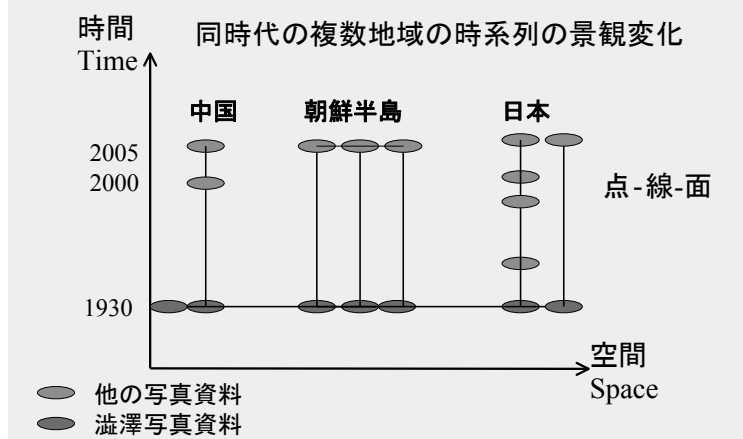 時間
Time
同時代の複数地域の時系列の景観変化
中国
朝鮮半島
日本
2005
2000
点-線-面
1930
空間
Space
他の写真資料
澁澤写真資料